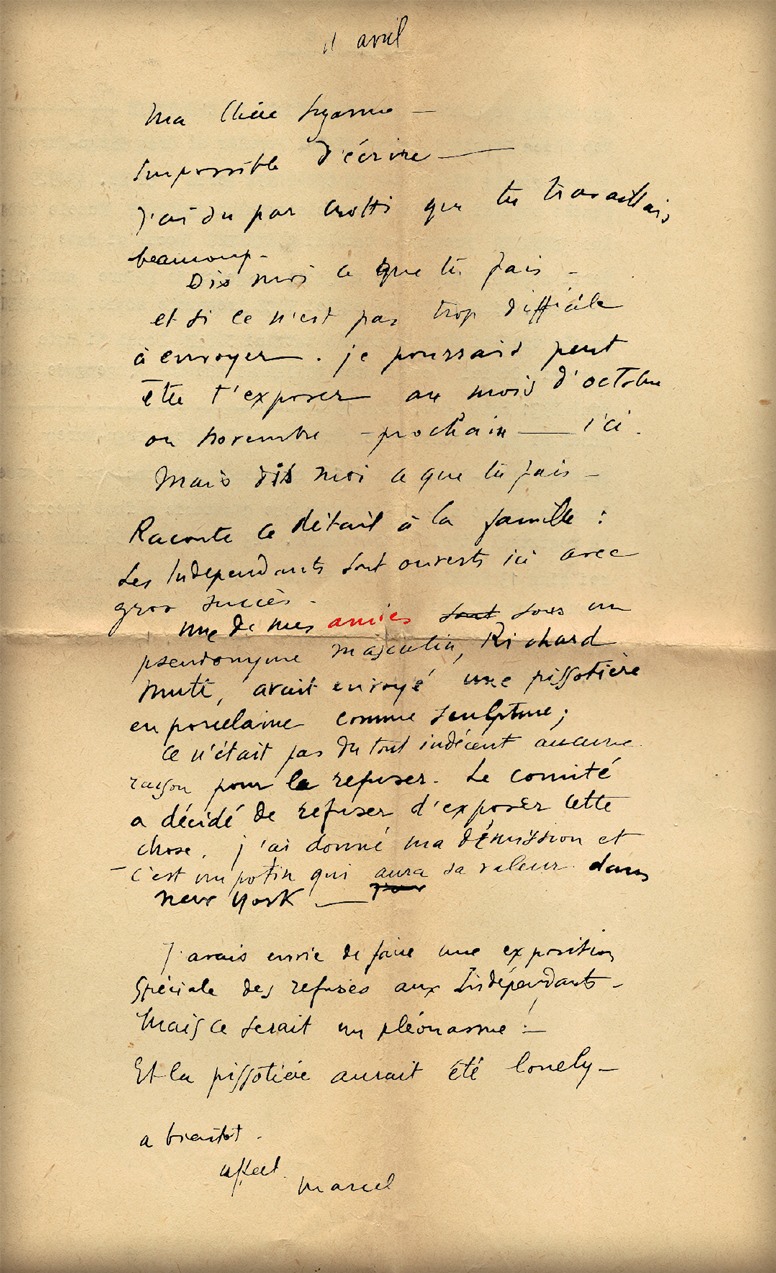 11 avril
Ma Chère Suzanne —
Impossible d'écrire —
J'ai su par Crotti que tu travaillais
beaucoup.
Dis moi ce que tu fais —
et si ce n'est pas trop difficile
à envoyer. je pourrais peut
être t'exposer au mois d'octobre
ou novembre — prochain — ici.
Mais dis moi ce que tu fais —
Raconte ce détail à la famille :
Les Indépendants sont ouverts ici avec
gros succès.
Une de mes amies sont sous un
pseudonyme masculin, Richard
Mutt, avait envoyé une pissotière
en porcelaine comme sculpture ;
Ce n'était pas du tout indécent aucune
raison pour la refuser. Le comité
a décidé de refuser d'exposer cette
chose. j'ai donné ma démission et
— c'est un potin qui aura sa valeur dans
New York —
J'avais envie de faire une exposition
spéciale des refusés aux Indépendants —
Mais ce serait un pléonasme ! —
Et la pissotière aurait été lonely —
a bientôt.
affect.
Marcel